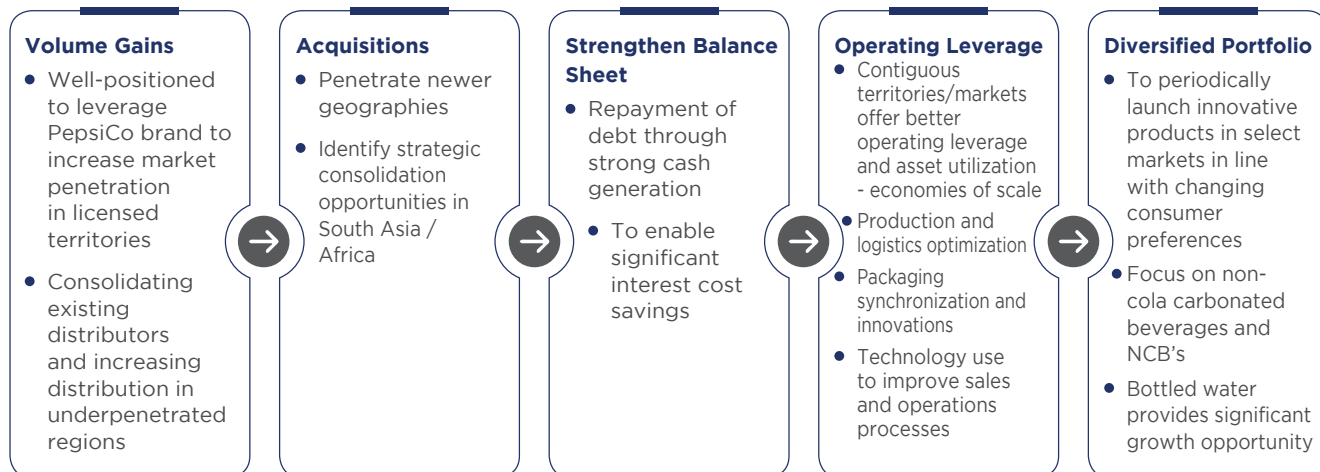 Volume Gains
• Well-positioned
to leverage
PepsiCo brand to
increase market
penetration
in licensed
territories
• Consolidating
existing
distributors
and increasing
distribution in
underpenetrated
regions
Acquisitions
• Penetrate newer
geographies
• Identify strategic
consolidation
opportunities in
South Asia /
Africa
Strengthen Balance
Sheet
• Repayment of
debt through
strong cash
generation
• To enable
significant
interest cost
savings
Operating Leverage
• Contiguous
territories/markets
offer better
operating leverage
and asset utilization
- economies of scale
• Production and
logistics optimization
• Packaging
synchronization and
innovations
• Technology use
to improve sales
and operations
processes
Diversified Portfolio
• To periodically
launch innovative
products in select
markets in line
with changing
consumer
preferences
• Focus on non-
cola carbonated
beverages and
NCB's
• Bottled water
provides significant
growth opportunity